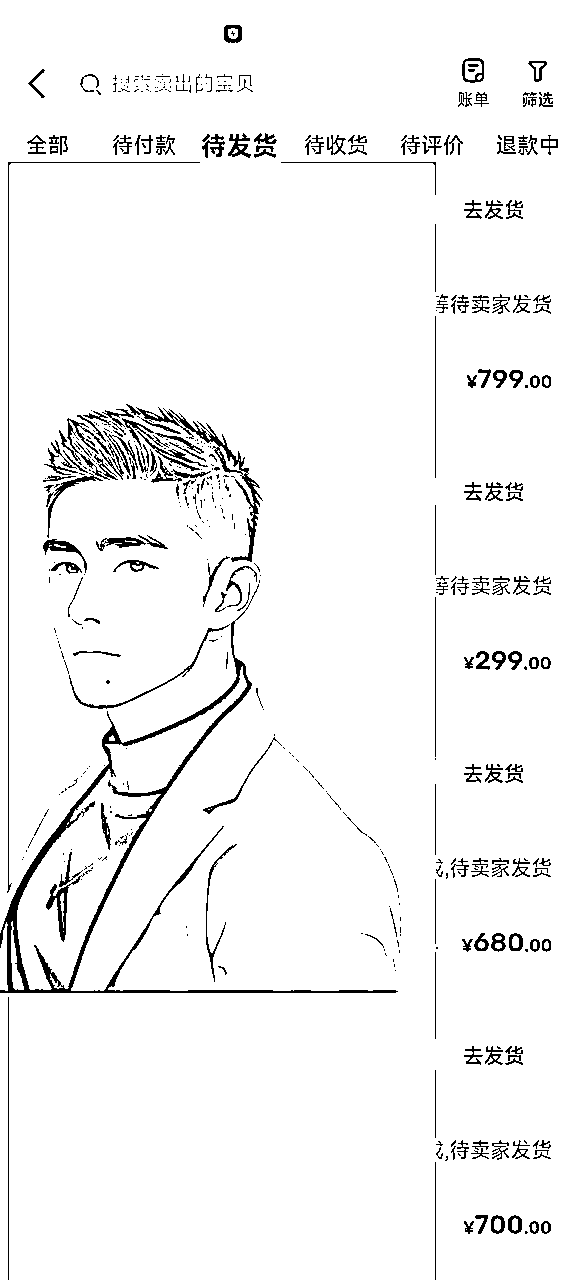 搜索卖出的宝贝
账单 筛选
全部 待付款 待发货 待收货 待评价 退款中
去发货
等待卖家发货
¥799.00
去发货
等待卖家发货
¥299.00
去发货
,待卖家发货
¥680.00
去发货
,待卖家发货
¥700.00